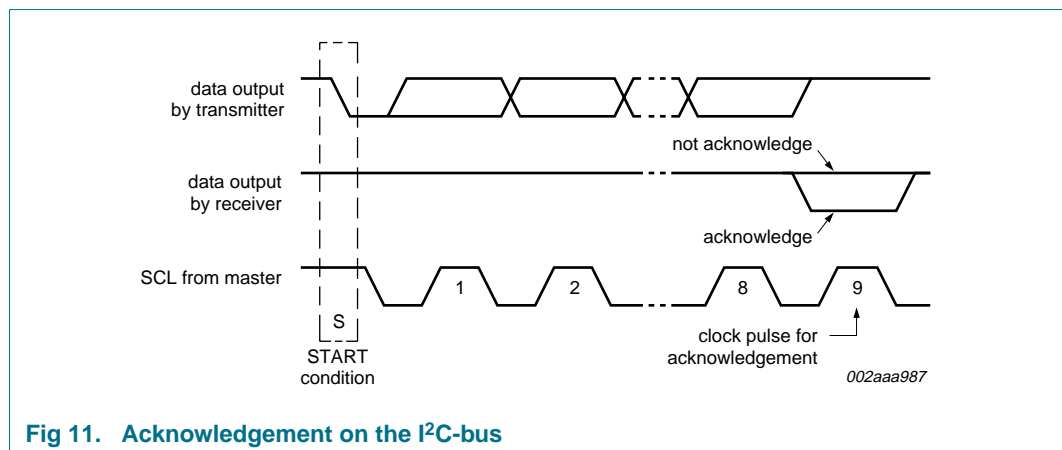 data output
by transmitter
not acknowledge
data output
by receiver
acknowledge
SCL from master
1
2
8
9
S
START
condition
clock pulse for
acknowledgement
002aaa987
Fig 11. Acknowledgement on the I²C-bus